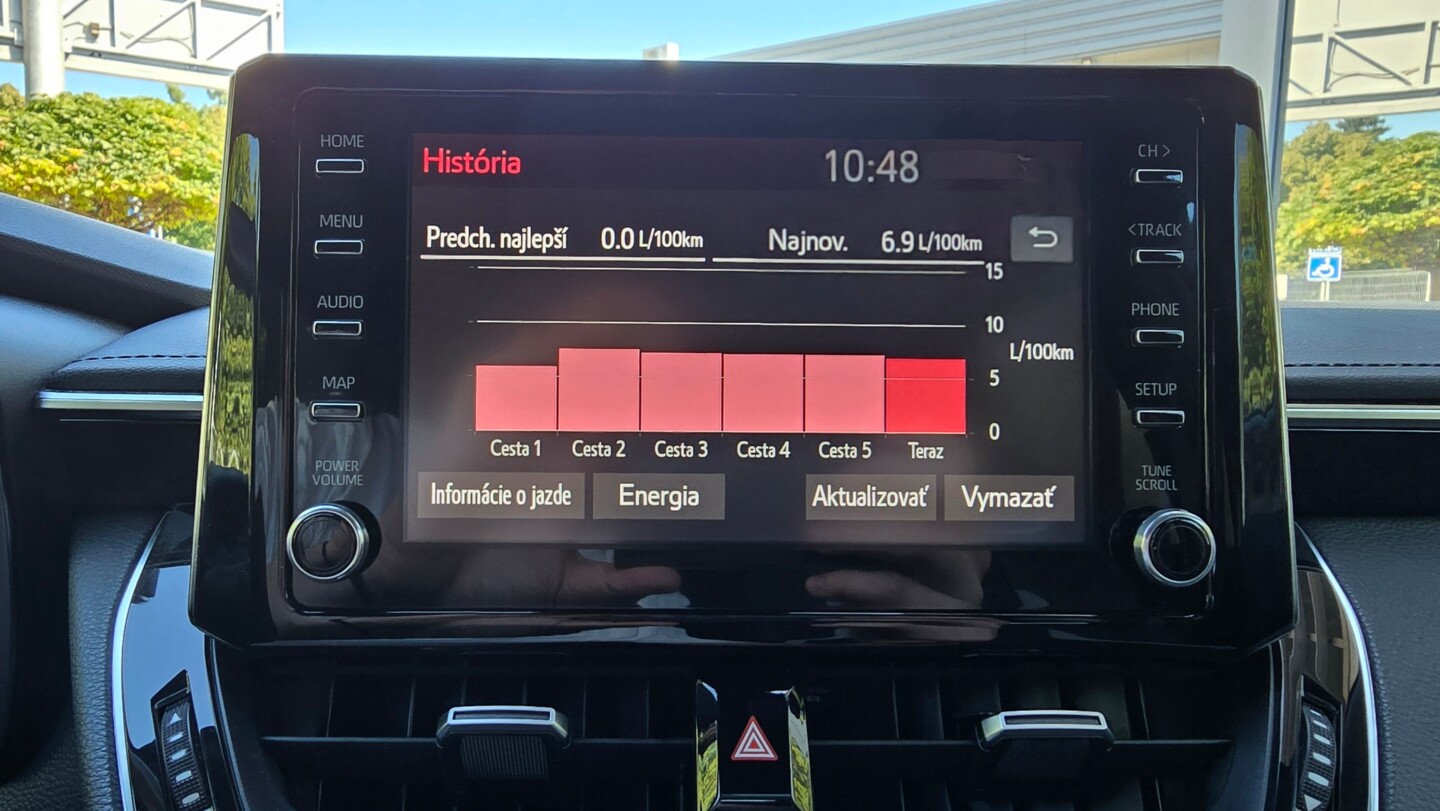 HOME
MENU
AUDIO
MAP
POWER
VOLUME
História
10:48
Predch. najlepší 0.0 L/100km
Najnov. 6.9 L/100km
15
10
L/100km
5
0
Cesta 1 Cesta 2 Cesta 3 Cesta 4 Cesta 5 Teraz
Informácie o jazde Energia Aktualizovať Vymazať
CH >
< TRACK
PHONE
SETUP
TUNE
SCROLL